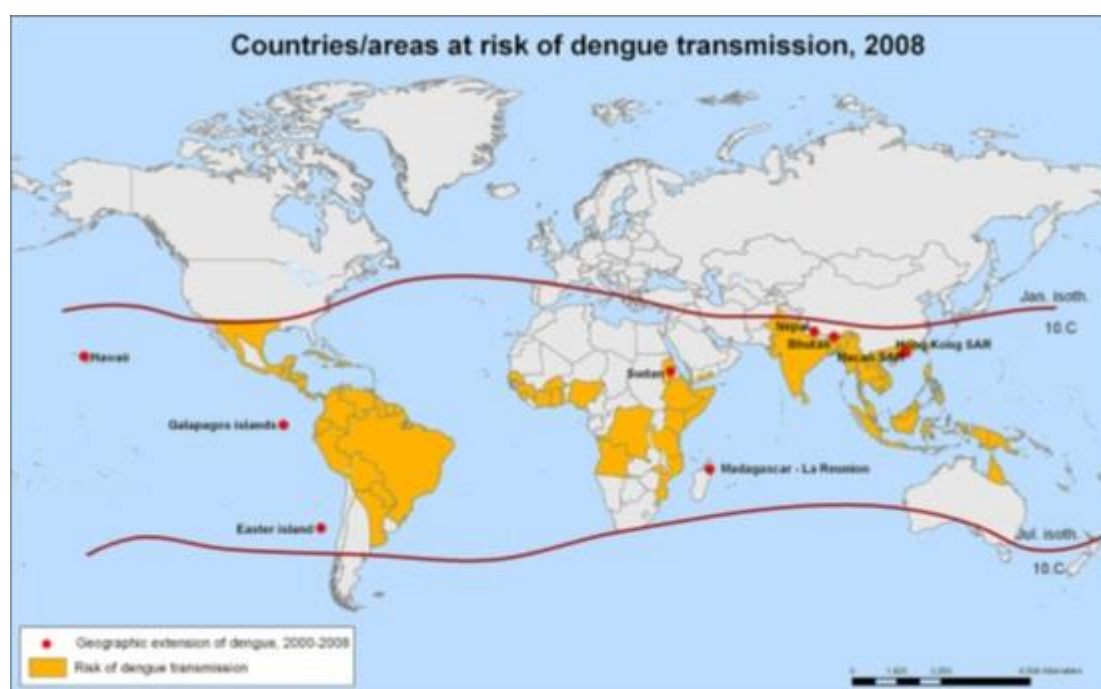 Countries/areas at risk of dengue transmission, 2008
Jan. isoth.
10.C
Nepal
Bhutan
Hong Kong SAR
Macau SAR
Hawaii
Sudan
Galapagos islands
Madagascar - La Reunion
Easter island
Jul. isoth.
10.C
Geographic extension of dengue, 2000-2008
Risk of dengue transmission
0